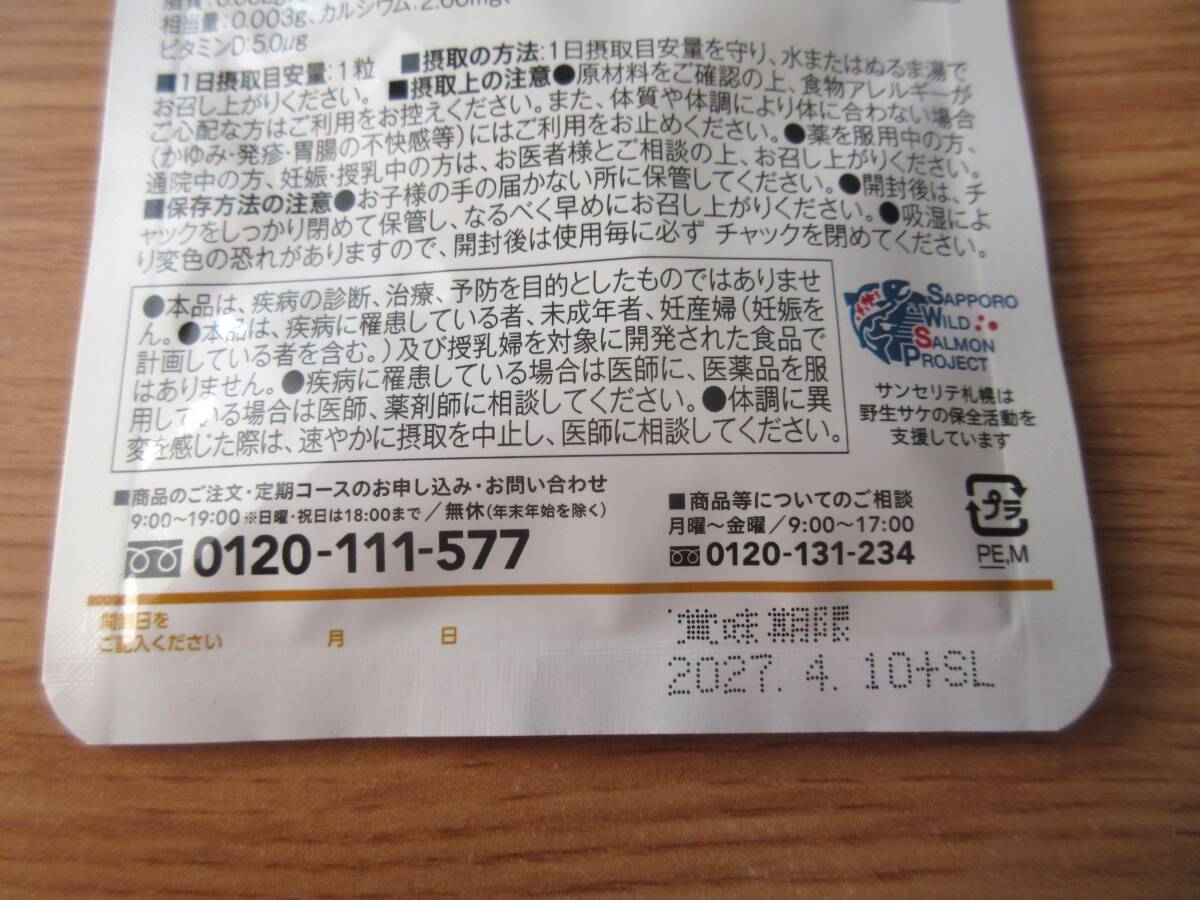 相当量:0.003g、カルシウム:2.60mg、
ビタミンD:5.0μg
■1日摂取目安量:1粒 ■摂取の方法:1日摂取目安量を守り、水またはぬるま湯で
お召し上がりください。 ■摂取上の注意●原材料をご確認の上、食物アレルギーが
ご心配な方はご利用をお控えください。また、体質や体調により体に合わない場合
(かゆみ・発疹・胃腸の不快感等)にはご利用をお止めください。●薬を服用中の方、
通院中の方、妊娠・授乳中の方は、お医者様とご相談の上、お召し上がりください。
■保存方法の注意●お子様の手の届かない所に保管してください。●開封後は、チ
ャックをしっかり閉めて保管し、なるべく早めにお召し上がりください。●吸湿によ
り変色の恐れがありますので、開封後は使用毎に必ず チャックを閉めてください。
●本品は、疾病の診断、治療、予防を目的としたものではありませ
ん。●本品は、疾病に罹患している者、未成年者、妊産婦(妊娠を
計画している者を含む。)及び授乳婦を対象に開発された食品で
はありません。●疾病に罹患している場合は医師に、医薬品を服
用している場合は医師、薬剤師に相談してください。●体調に異
変を感じた際は、速やかに摂取を中止し、医師に相談してください。
SAPPORO
WILD
SALMON
PROJECT
サンセリテ札幌は
野生サケの保全活動を
支援しています
■商品のご注文・定期コースのお申し込み・お問い合わせ
9:00〜19:00 ※日曜・祝日は18:00まで/無休(年末年始を除く)
0120-111-577
■商品等についてのご相談
月曜〜金曜/9:00〜17:00
0120-131-234
プラ
PE,M
開封日を
ご記入ください 月 日
賞味期限
2027.4.10+SL